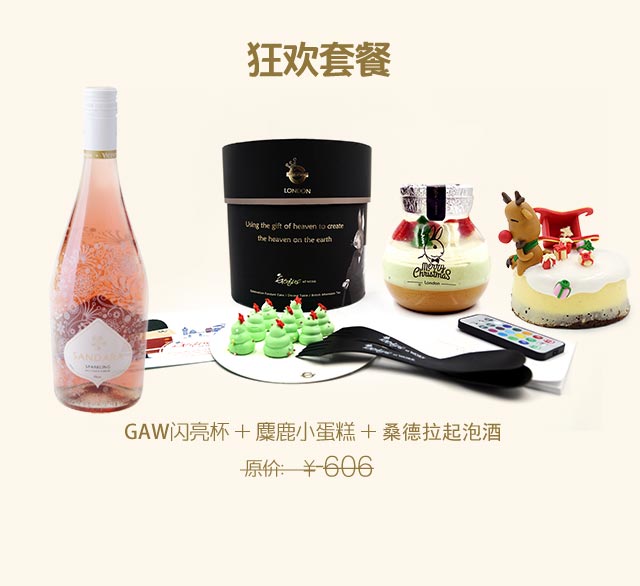 狂欢套餐
LONDON
Using the gift of heaven to create
the heaven on the earth
Merry
Christmas
London
SANDARA
SPARKLING
GAW闪亮杯 + 麋鹿小蛋糕 + 桑德拉起泡酒
原价: ¥ 606